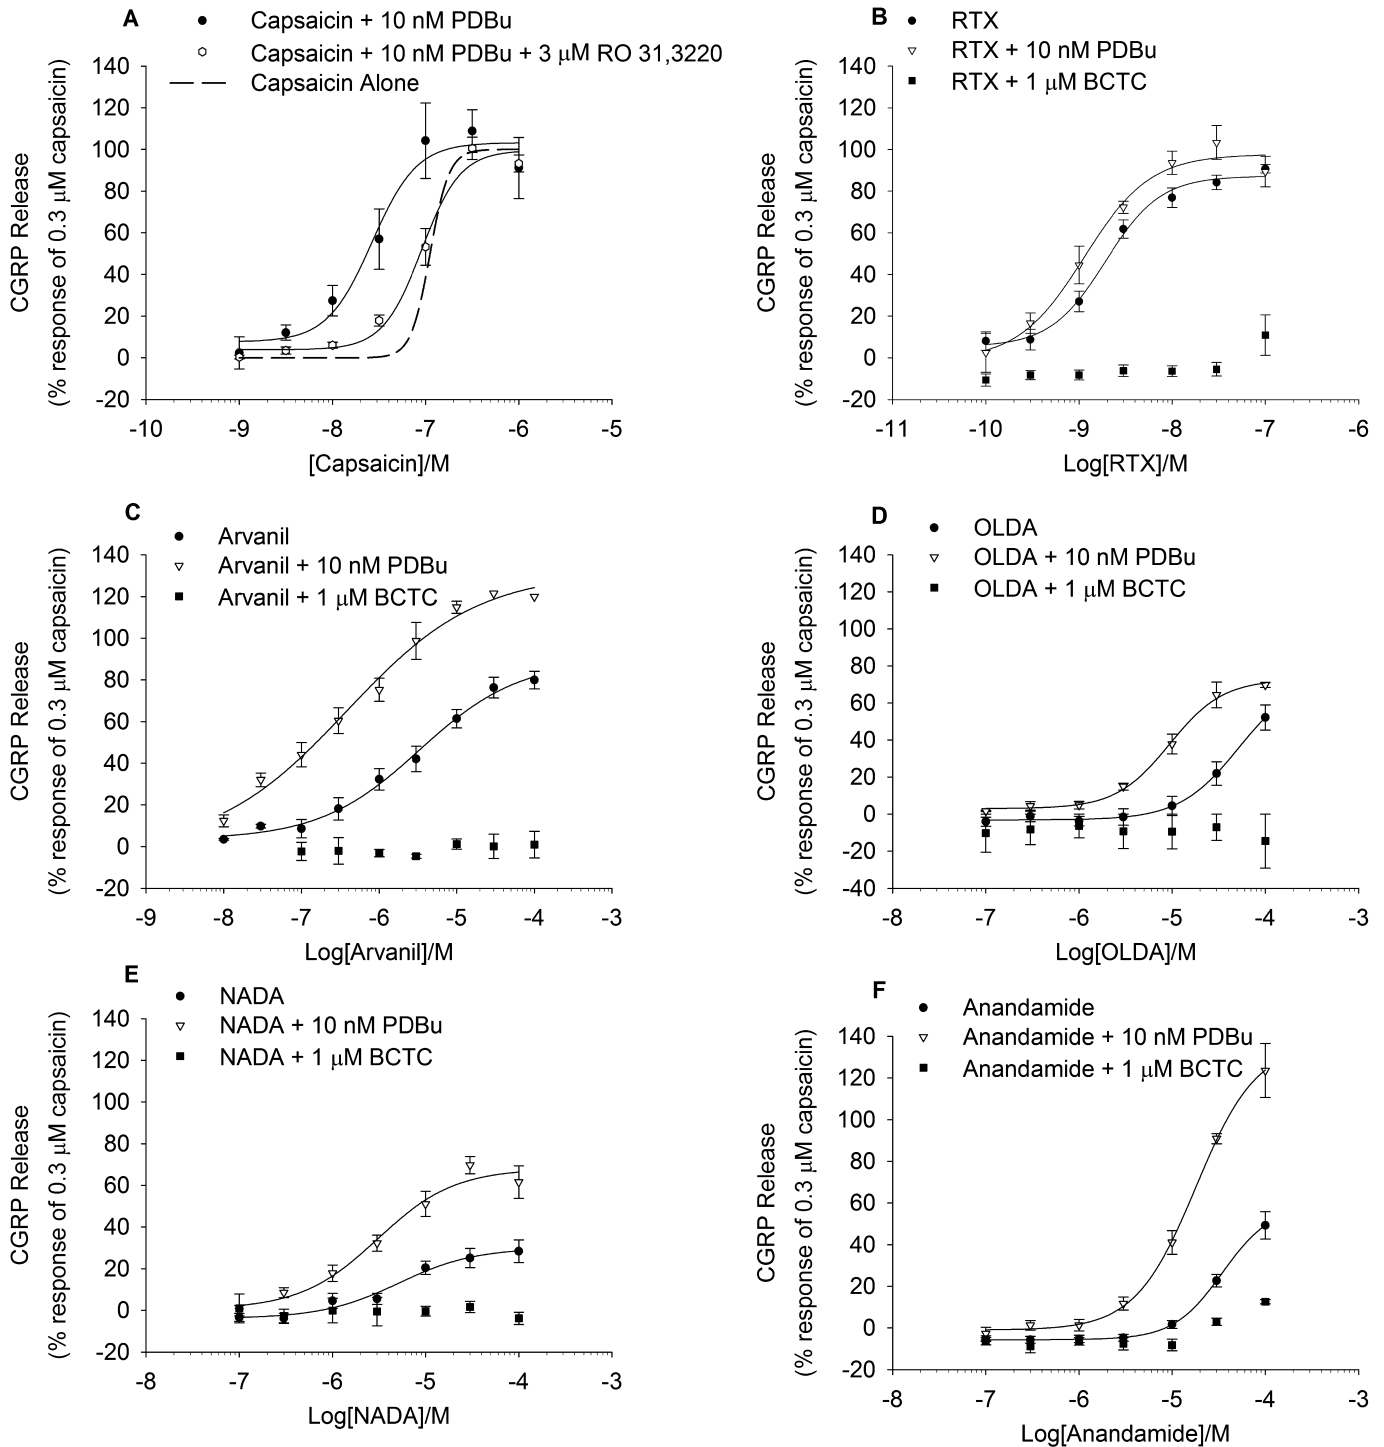 A
Capsaicin + 10 nM PDBu
Capsaicin + 10 nM PDBu + 3 μM RO 31,3220
Capsaicin Alone
CGRP Release
(% response of 0.3 μM capsaicin)
140
120
100
80
60
40
20
0
-20
-10 -9 -8 -7 -6 -5
[Capsaicin]/M
B
RTX
RTX + 10 nM PDBu
RTX + 1 μM BCTC
CGRP Release
(% response of 0.3 μM capsaicin)
140
120
100
80
60
40
20
0
-20
-11 -10 -9 -8 -7 -6
Log[RTX]/M
C
Arvanil
Arvanil + 10 nM PDBu
Arvanil + 1 μM BCTC
CGRP Release
(% response of 0.3 μM capsaicin)
140
120
100
80
60
40
20
0
-20
-9 -8 -7 -6 -5 -4 -3
Log[Arvanil]/M
D
OLDA
OLDA + 10 nM PDBu
OLDA + 1 μM BCTC
CGRP Release
(% response of 0.3 μM capsaicin)
140
120
100
80
60
40
20
0
-20
-40
-8 -7 -6 -5 -4 -3
Log[OLDA]/M
E
NADA
NADA + 10 nM PDBu
NADA + 1 μM BCTC
CGRP Release
(% response of 0.3 μM capsaicin)
140
120
100
80
60
40
20
0
-20
-8 -7 -6 -5 -4 -3
Log[NADA]/M
F
Anandamide
Anandamide + 10 nM PDBu
Anandamide + 1 μM BCTC
CGRP Release
(% response of 0.3 μM capsaicin)
140
120
100
80
60
40
20
0
-20
-8 -7 -6 -5 -4 -3
Log[Anandamide]/M